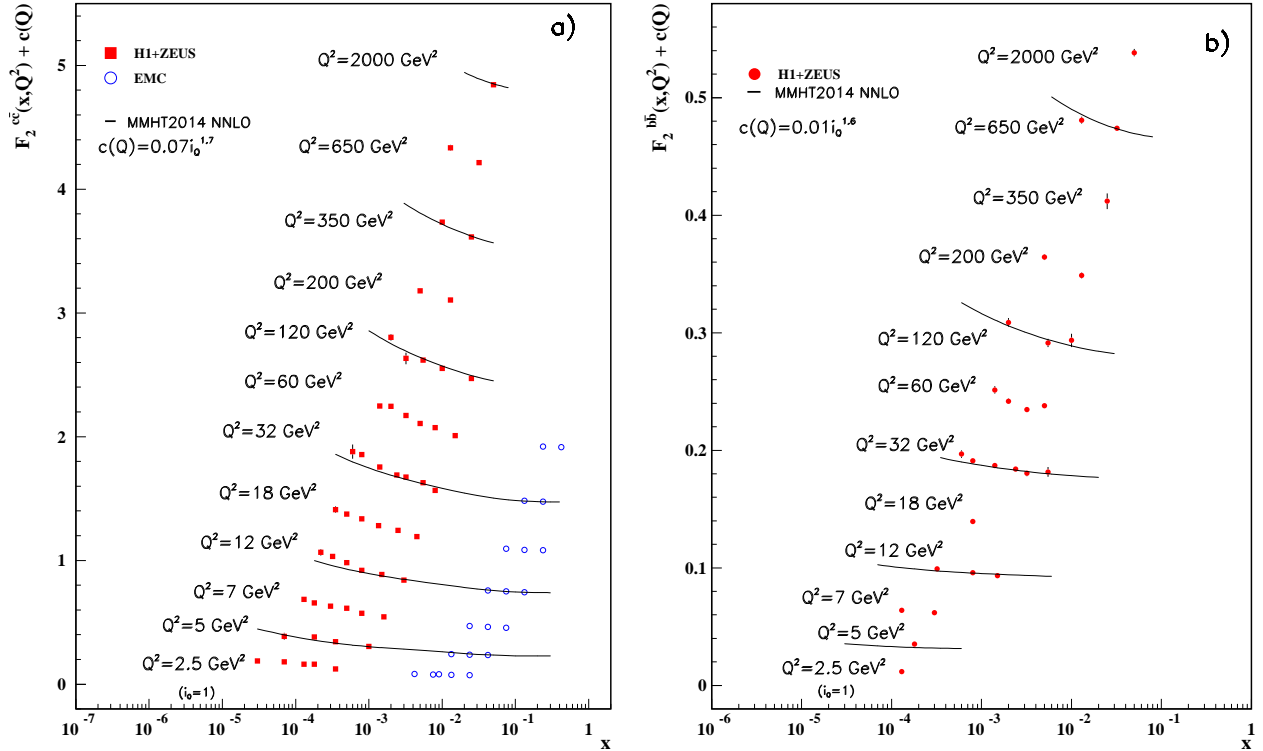 a)
F₂ᶜᶜ̄(x,Q²) + c(Q)
H1+ZEUS
EMC
MMHT2014 NNLO
c(Q)=0.07i_Q^1.7
Q²=2000 GeV²
Q²=650 GeV²
Q²=350 GeV²
Q²=200 GeV²
Q²=120 GeV²
Q²=60 GeV²
Q²=32 GeV²
Q²=18 GeV²
Q²=12 GeV²
Q²=7 GeV²
Q²=5 GeV²
Q²=2.5 GeV²
(i_Q=1)
5
4
3
2
1
0
10⁻⁷ 10⁻⁶ 10⁻⁵ 10⁻⁴ 10⁻³ 10⁻² 10⁻¹ 1
x
b)
F₂ᵇᵇ̄(x,Q²) + c(Q)
H1+ZEUS
MMHT2014 NNLO
c(Q)=0.01i_Q^1.6
Q²=2000 GeV²
Q²=650 GeV²
Q²=350 GeV²
Q²=200 GeV²
Q²=120 GeV²
Q²=60 GeV²
Q²=32 GeV²
Q²=18 GeV²
Q²=12 GeV²
Q²=7 GeV²
Q²=5 GeV²
Q²=2.5 GeV²
(i_Q=1)
0.5
0.4
0.3
0.2
0.1
0
10⁻⁶ 10⁻⁵ 10⁻⁴ 10⁻³ 10⁻² 10⁻¹ 1
x